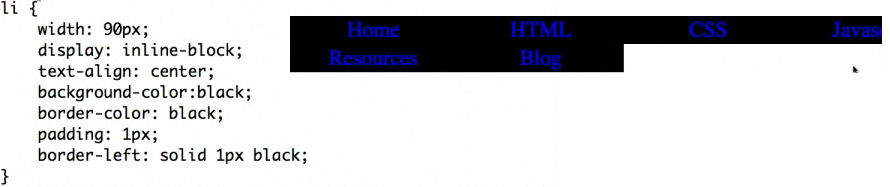 li {
width: 90px;
display: inline-block;
text-align: center;
background-color:black;
border-color: black;
padding: 1px;
border-left: solid 1px black;
}
Home HTML CSS Javas
Resources Blog